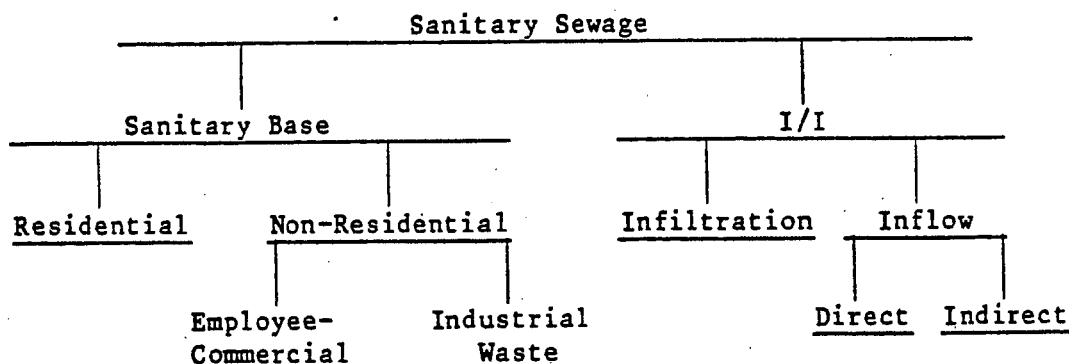 Sanitary Sewage
Sanitary Base
I/I
Residential
Non-Residential
Infiltration
Inflow
Employee-
Commercial
Industrial
Waste
Direct
Indirect